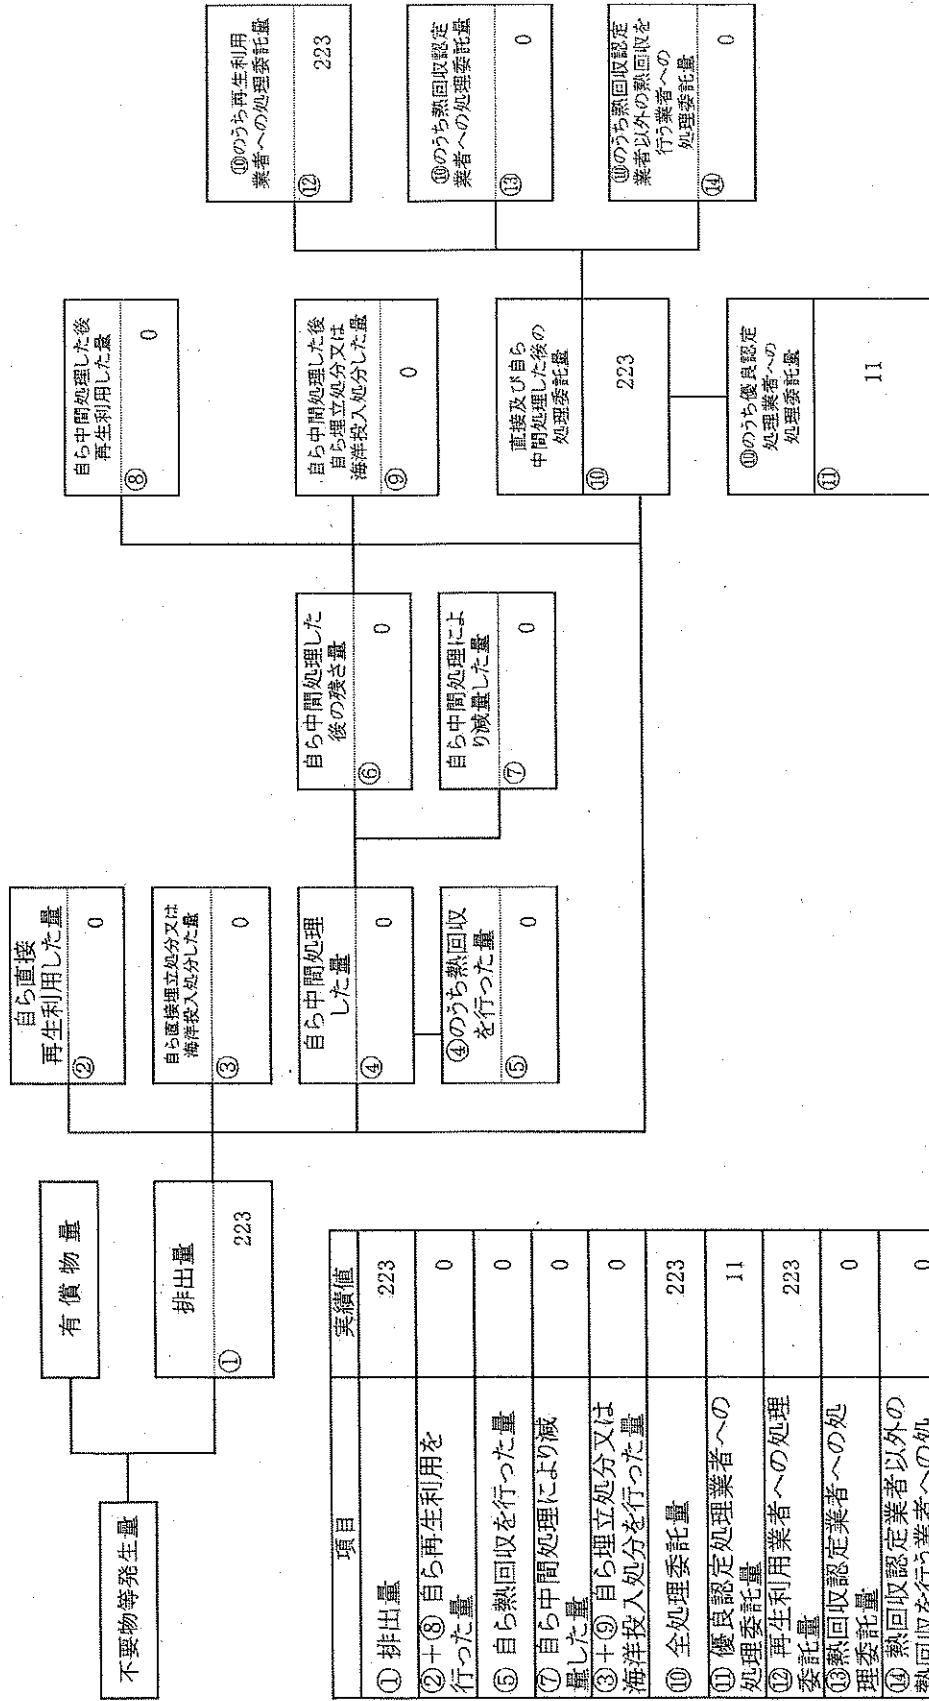 不要物等発生量
有償物量
排出量
①
223
自ら直接
再生利用した量
②
0
自ら直接埋立処分又は
海洋投入処分した量
③
0
自ら中間処理
した量
④
0
④のうち熱回収
を行った量
⑤
0
自ら中間処理した
後の残さ量
⑥
0
自ら中間処理によ
り減量した量
⑦
0
自ら中間処理した後
再生利用した量
⑧
0
自ら中間処理した後
自ら埋立処分又は
海洋投入処分した量
⑨
0
直接及び自ら
中間処理した後の
処理委託量
⑩
223
⑩のうち優良認定
処理業者への
処理委託量
⑪
11
⑩のうち再生利用
業者への処理委託量
⑫
223
⑩のうち熱回収認定
業者への処理委託量
⑬
0
⑩のうち熱回収認定
業者以外の熱回収を
行う業者への
処理委託量
⑭
0
項目 実績値
① 排出量 223
②+⑧ 自ら再生利用を
行った量 0
⑤ 自ら熱回収を行った量 0
⑦ 自ら中間処理により減
量した量 0
③+⑨ 自ら埋立処分又は
海洋投入処分を行った量 0
⑩ 全処理委託量 223
⑪ 優良認定処理業者への
処理委託量 11
⑫ 再生利用業者への処理
委託量 223
⑬熱回収認定業者への処
理委託量 0
⑭ 熱回収認定業者以外の
熱回収を行う業者への処 0